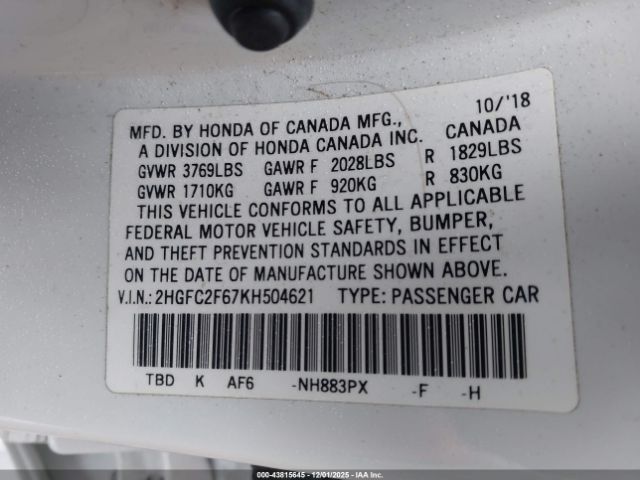 10/'18
MFD. BY HONDA OF CANADA MFG., CANADA
A DIVISION OF HONDA CANADA INC.
GVWR 3769LBS GAWR F 2028LBS R 1829LBS
GVWR 1710KG GAWR F 920KG R 830KG
THIS VEHICLE CONFORMS TO ALL APPLICABLE
FEDERAL MOTOR VEHICLE SAFETY, BUMPER,
AND THEFT PREVENTION STANDARDS IN EFFECT
ON THE DATE OF MANUFACTURE SHOWN ABOVE.
V.I.N.: 2HGFC2F67KH504621 TYPE: PASSENGER CAR
TBD K AF6 -NH883PX -F -H
000-43815645 - 12/01/2025 - IAA, Inc.